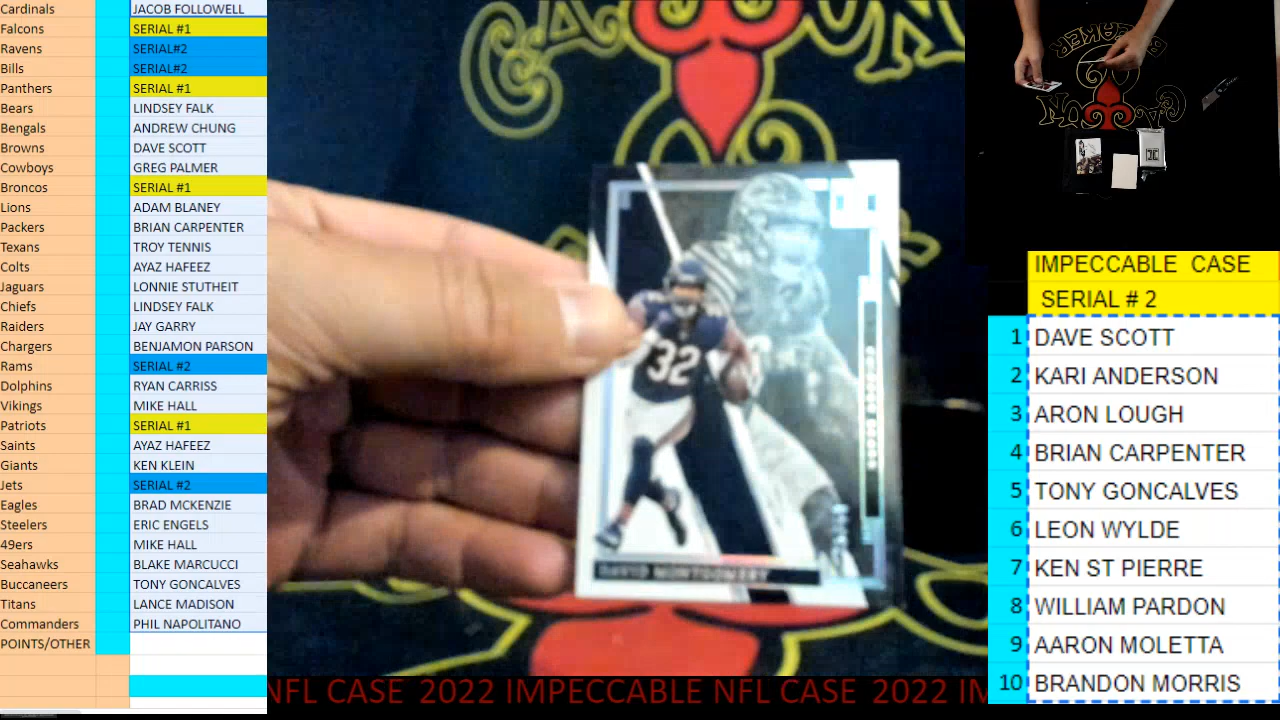 Cardinals JACOB FOLLOWELL
Falcons SERIAL #1
Ravens SERIAL#2
Bills SERIAL#2
Panthers SERIAL #1
Bears LINDSEY FALK
Bengals ANDREW CHUNG
Browns DAVE SCOTT
Cowboys GREG PALMER
Broncos SERIAL #1
Lions ADAM BLANEY
Packers BRIAN CARPENTER
Texans TROY TENNIS
Colts AYAZ HAFEEZ
Jaguars LONNIE STUTHEIT
Chiefs LINDSEY FALK
Raiders JAY GARRY
Chargers BENJAMON PARSON
Rams SERIAL #2
Dolphins RYAN CARRISS
Vikings MIKE HALL
Patriots SERIAL #1
Saints AYAZ HAFEEZ
Giants KEN KLEIN
Jets SERIAL #2
Eagles BRAD MCKENZIE
Steelers ERIC ENGELS
49ers MIKE HALL
Seahawks BLAKE MARCUCCI
Buccaneers TONY GONCALVES
Titans LANCE MADISON
Commanders PHIL NAPOLITANO
POINTS/OTHER
32
DAVID MONTGOMERY
NFL CASE 2022 IMPECCABLE NFL CASE 2022 IM
BREAKER
IMPECCABLE CASE
SERIAL # 2
1 DAVE SCOTT
2 KARI ANDERSON
3 ARON LOUGH
4 BRIAN CARPENTER
5 TONY GONCALVES
6 LEON WYLDE
7 KEN ST PIERRE
8 WILLIAM PARDON
9 AARON MOLETTA
10 BRANDON MORRIS